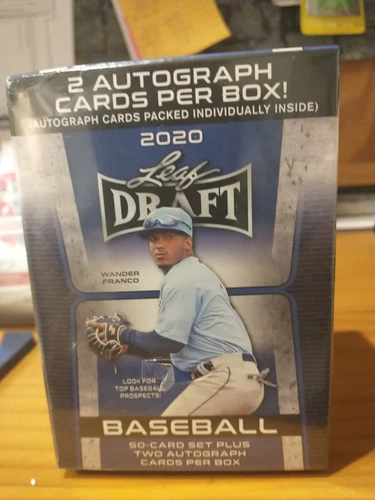 2 AUTOGRAPH
CARDS PER BOX!
(AUTOGRAPH CARDS PACKED INDIVIDUALLY INSIDE)
2020
Leaf
DRAFT
WANDER
FRANCO
LOOK FOR
TOP BASEBALL
PROSPECTS!
BASEBALL
50-CARD SET PLUS
TWO AUTOGRAPH
CARDS PER BOX